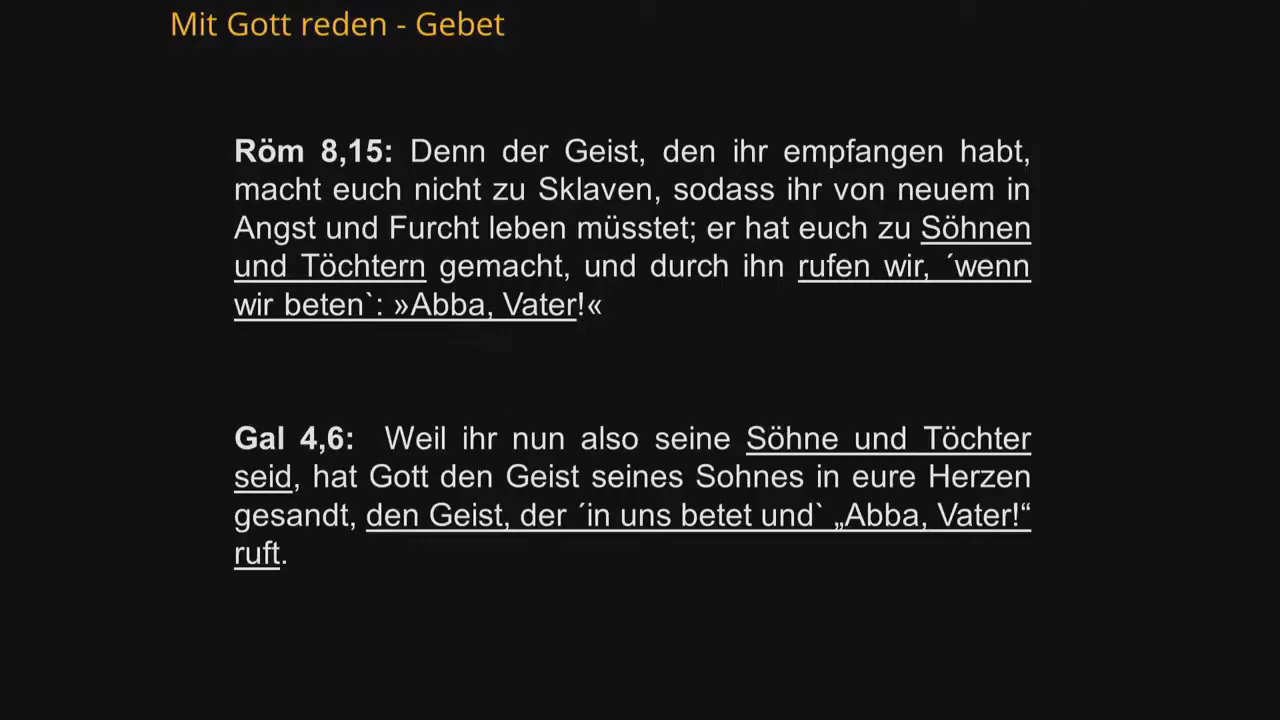 Mit Gott reden - Gebet
Röm 8,15: Denn der Geist, den ihr empfangen habt,
macht euch nicht zu Sklaven, sodass ihr von neuem in
Angst und Furcht leben müsstet; er hat euch zu Söhnen
und Töchtern gemacht, und durch ihn rufen wir, ´wenn
wir beten`: »Abba, Vater!«
Gal 4,6: Weil ihr nun also seine Söhne und Töchter
seid, hat Gott den Geist seines Sohnes in eure Herzen
gesandt, den Geist, der ´in uns betet und` „Abba, Vater!“
ruft.